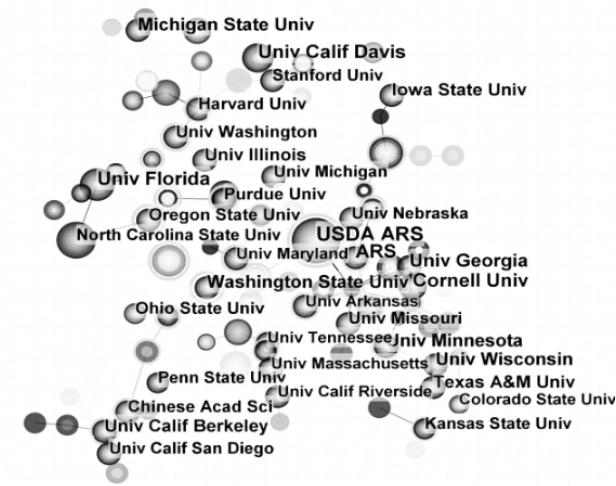 Michigan State Univ
Univ Calif Davis
Stanford Univ
Iowa State Univ
Harvard Univ
Univ Washington
Univ Illinois
Univ Michigan
Univ Florida
Purdue Univ
Oregon State Univ
Univ Nebraska
North Carolina State Univ
USDA ARS
Univ Maryland
ARS
Univ Georgia
Washington State Univ
Cornell Univ
Univ Arkansas
Ohio State Univ
Univ Missouri
Univ Tennessee
Univ Minnesota
Univ Massachusetts
Univ Wisconsin
Penn State Univ
Univ Calif Riverside
Texas A&M Univ
Colorado State Univ
Chinese Acad Sci
Univ Calif Berkeley
Kansas State Univ
Univ Calif San Diego